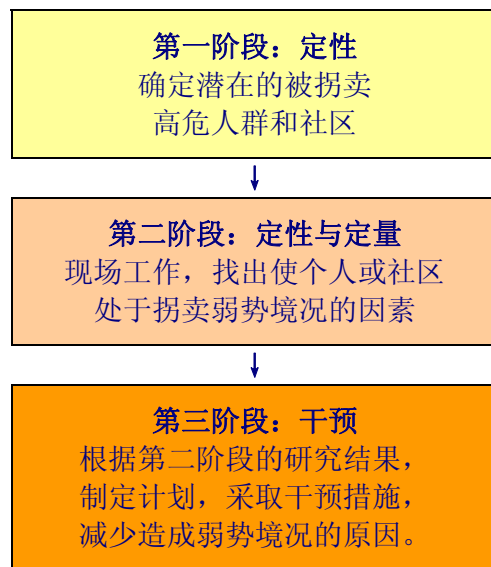 第一阶段：定性
确定潜在的被拐卖
高危人群和社区
第二阶段：定性与定量
现场工作，找出使个人或社区
处于拐卖弱势境况的因素
第三阶段：干预
根据第二阶段的研究结果，
制定计划，采取干预措施，
减少造成弱势境况的原因。